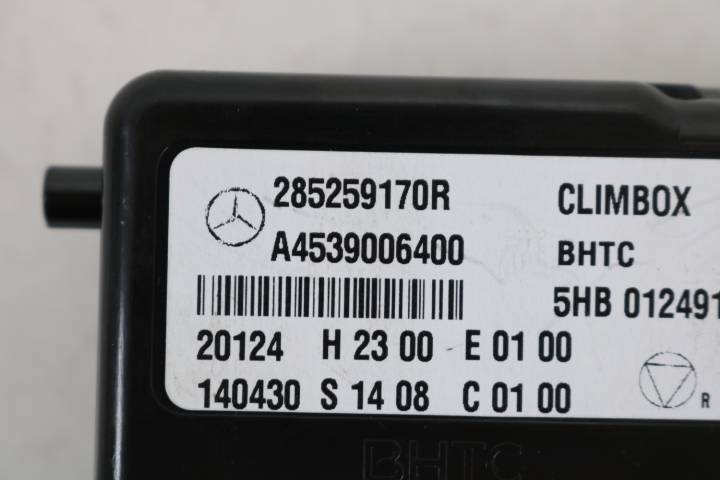 285259170R CLIMBOX
A4539006400 BHTC
5HB 012491
20124 H 23 00 - E 01 00
140430 S 14 08 C 01 00
R
BHTC